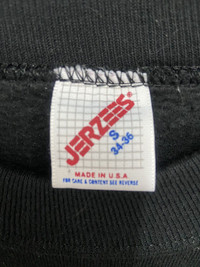 JERZEES®
S
34-36
MADE IN U.S.A
FOR CARE & CONTENT SEE REVERSE